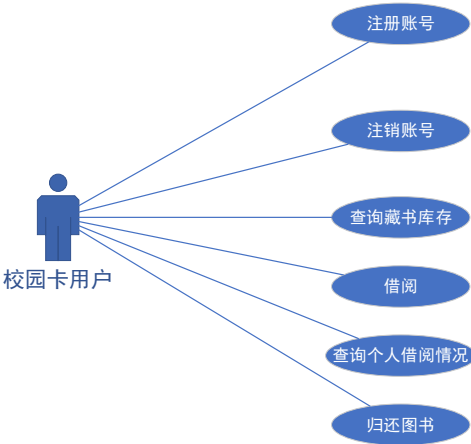 注册账号
注销账号
查询藏书库存
校园卡用户
借阅
查询个人借阅情况
归还图书